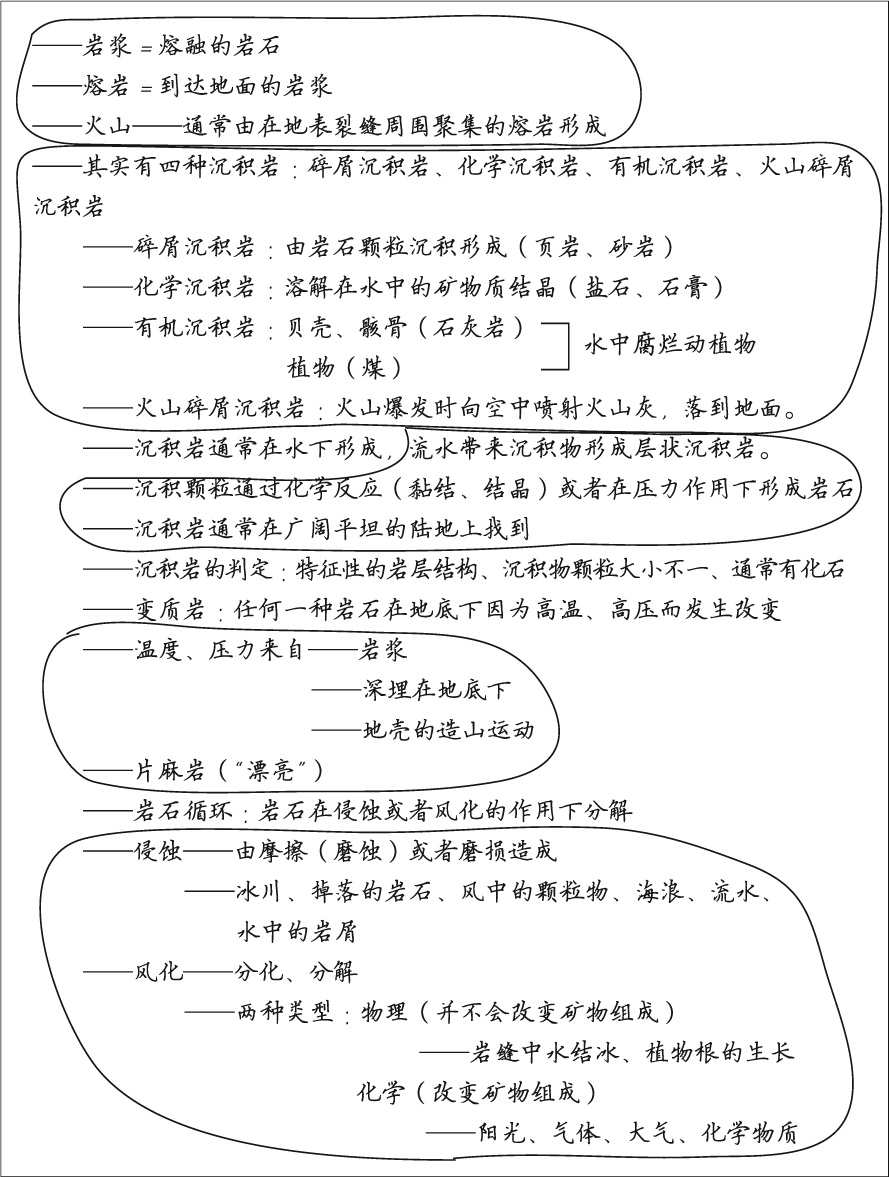 ——岩浆 = 熔融的岩石
——熔岩 = 到达地面的岩浆
——火山——通常由在地表裂缝周围聚集的熔岩形成
——其实有四种沉积岩：碎屑沉积岩、化学沉积岩、有机沉积岩、火山碎屑
沉积岩
——碎屑沉积岩：由岩石颗粒沉积形成（页岩、砂岩）
——化学沉积岩：溶解在水中的矿物质结晶（盐石、石膏）
——有机沉积岩：贝壳、骸骨（石灰岩）
植物（煤）
水中腐烂动植物
——火山碎屑沉积岩：火山爆发时向空中喷射火山灰，落到地面。
——沉积岩通常在水下形成，流水带来沉积物形成层状沉积岩。
——沉积颗粒通过化学反应（黏结、结晶）或者在压力作用下形成岩石
——沉积岩通常在广阔平坦的陆地上找到
——沉积岩的判定：特征性的岩层结构、沉积物颗粒大小不一、通常有化石
——变质岩：任何一种岩石在地底下因为高温、高压而发生改变
——温度、压力来自——岩浆
——深埋在地底下
——地壳的造山运动
——片麻岩（“漂亮”）
——岩石循环：岩石在侵蚀或者风化的作用下分解
——侵蚀——由摩擦（磨蚀）或者磨损造成
——冰川、掉落的岩石、风中的颗粒物、海浪、流水、
水中的岩屑
——风化——分化、分解
——两种类型：物理（并不会改变矿物组成）
——岩缝中水结冰、植物根的生长
化学（改变矿物组成）
——阳光、气体、大气、化学物质